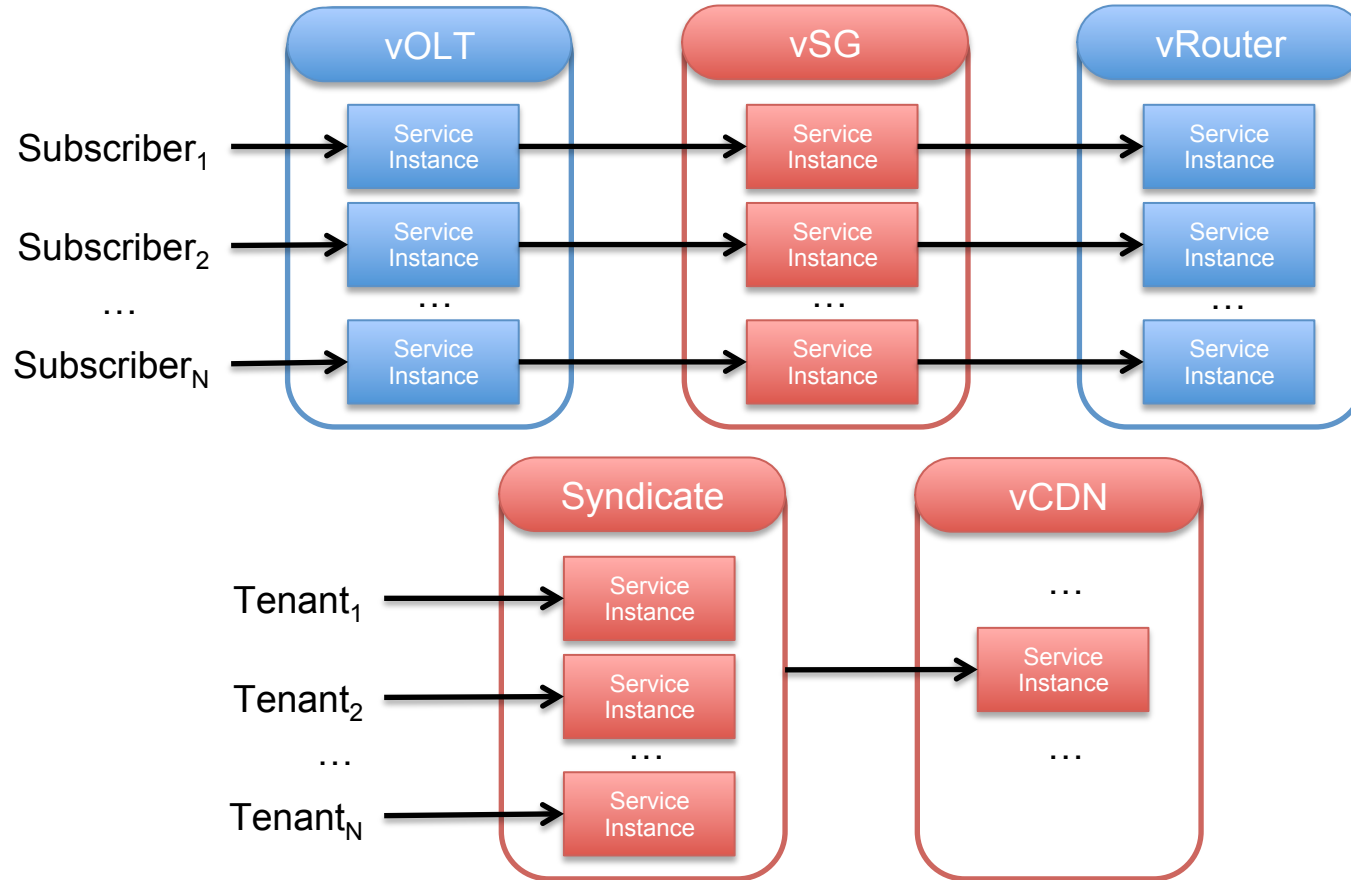 vOLT
vSG
vRouter
Subscriber1
Service
Instance
Service
Instance
Service
Instance
Subscriber2
Service
Instance
Service
Instance
Service
Instance
...
...
...
...
SubscriberN
Service
Instance
Service
Instance
Service
Instance
Syndicate
vCDN
Tenant1
Service
Instance
...
Tenant2
Service
Instance
Service
Instance
...
...
...
TenantN
Service
Instance